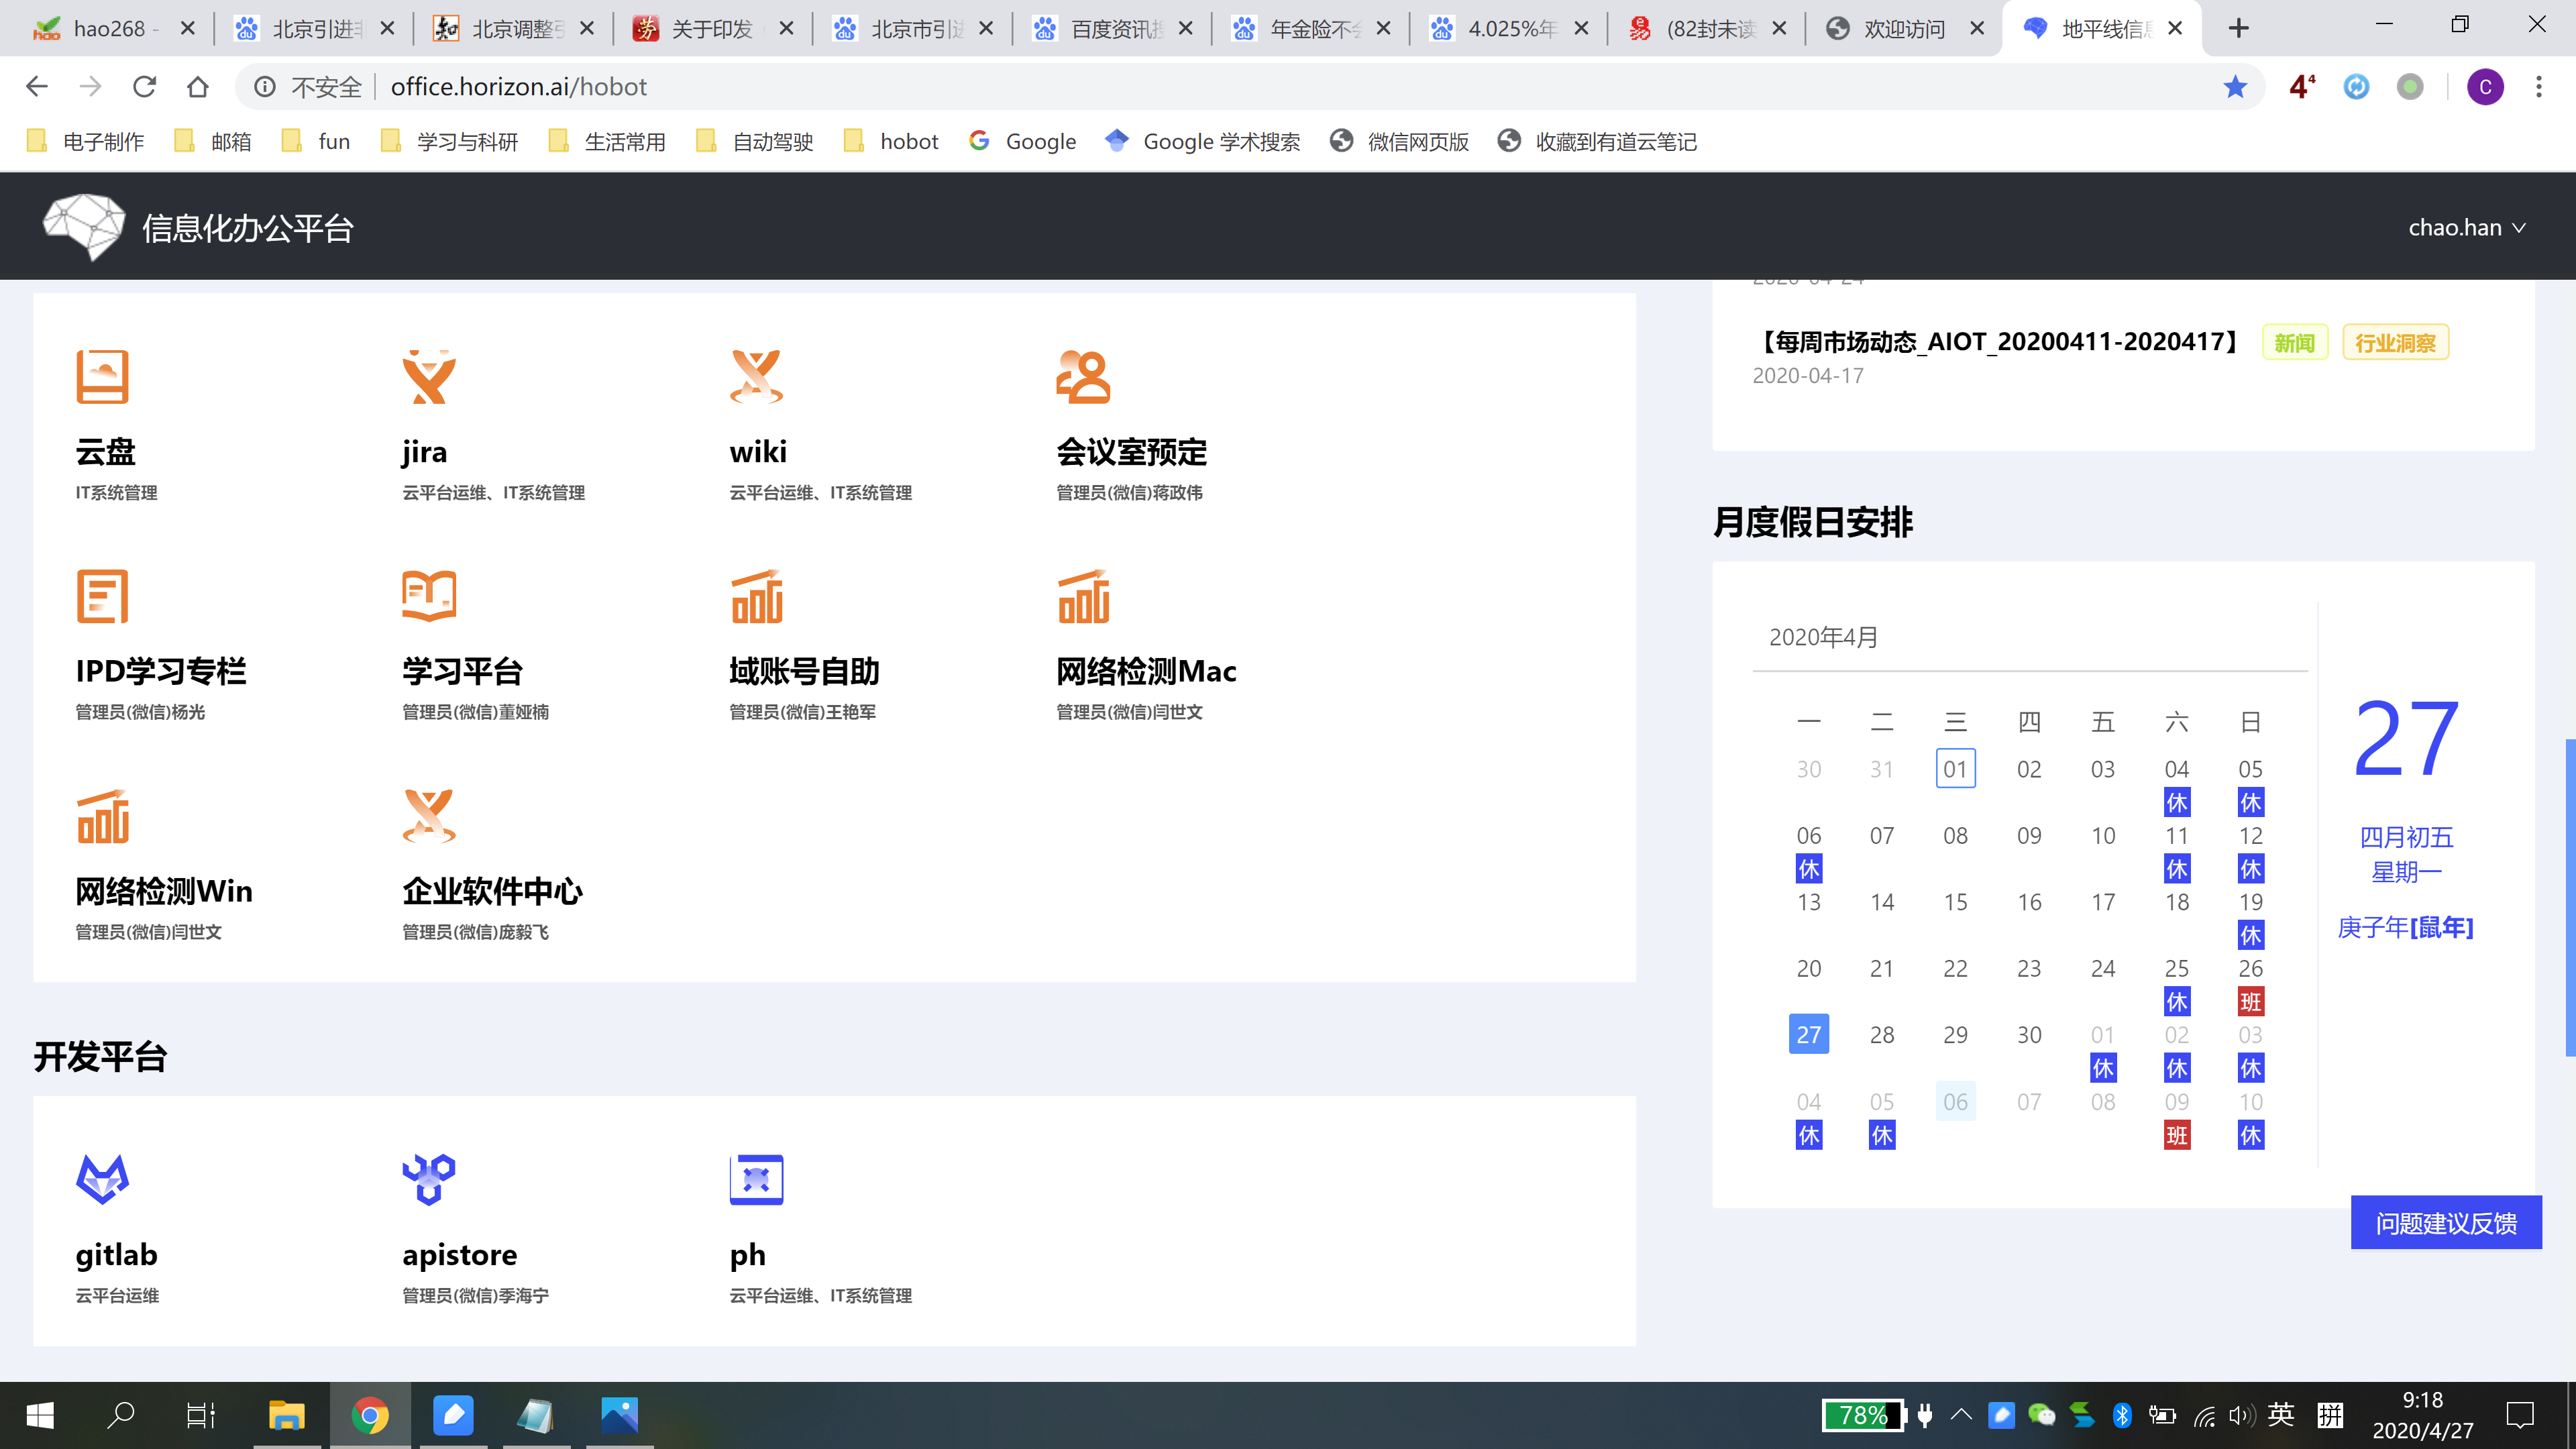 hao268 -
北京引进非
北京调整引
关于印发
北京市引进
百度资讯搜
年金险不会
4.025%年
(82封未读
欢迎访问
地平线信息
不安全
office.horizon.ai/hobot
4⁴
C
电子制作
邮箱
fun
学习与科研
生活常用
自动驾驶
hobot
Google
Google 学术搜索
微信网页版
收藏到有道云笔记
信息化办公平台
chao.han
云盘
IT系统管理
jira
云平台运维、IT系统管理
wiki
云平台运维、IT系统管理
会议室预定
管理员(微信)蒋政伟
IPD学习专栏
管理员(微信)杨光
学习平台
管理员(微信)董娅楠
域账号自助
管理员(微信)王艳军
网络检测Mac
管理员(微信)闫世文
网络检测Win
管理员(微信)闫世文
企业软件中心
管理员(微信)庞毅飞
开发平台
gitlab
云平台运维
apistore
管理员(微信)季海宁
ph
云平台运维、IT系统管理
2020-04-24
【每周市场动态_AIOT_20200411-2020417】 新闻 行业洞察
2020-04-17
月度假日安排
2020年4月
一 二 三 四 五 六 日
30 31 01 02 03 04 05
休 休
06 07 08 09 10 11 12
休 休 休
13 14 15 16 17 18 19
休
20 21 22 23 24 25 26
休 班
27 28 29 30 01 02 03
休 休 休
04 05 06 07 08 09 10
休 休 班 休
27
四月初五
星期一
庚子年[鼠年]
问题建议反馈
78%
英
拼
9:18
2020/4/27